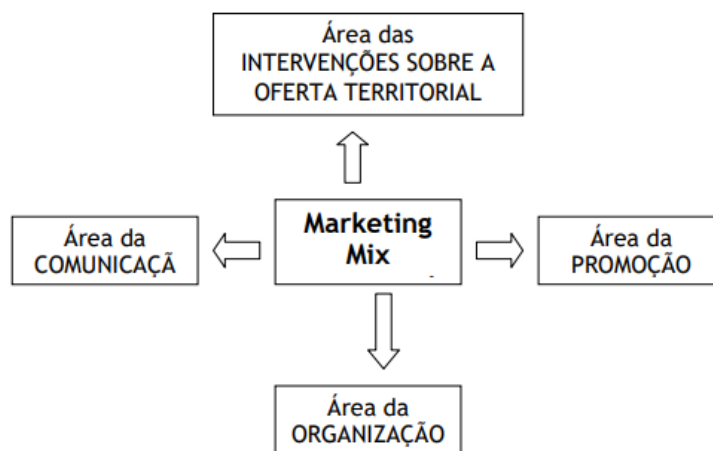 Área das
INTERVENÇÕES SOBRE A
OFERTA TERRITORIAL
Marketing
Mix
Área da
COMUNICAÇÃ
Área da
PROMOÇÃO
Área da
ORGANIZAÇÃO